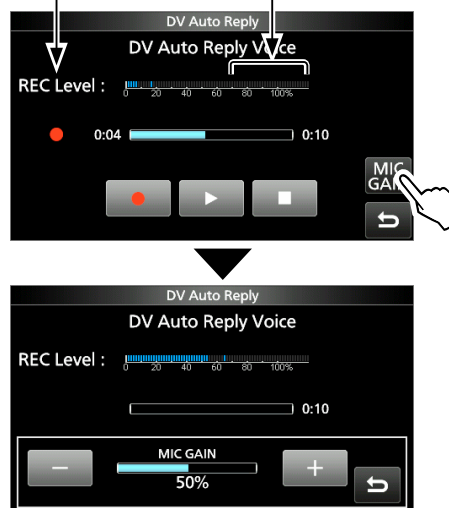 DV Auto Reply
DV Auto Reply Voice
REC Level :
0 20 40 60 80 100%
0:04 0:10
MIC
GAIN
DV Auto Reply
DV Auto Reply Voice
REC Level :
0 20 40 60 80 100%
0:10
MIC GAIN
50%